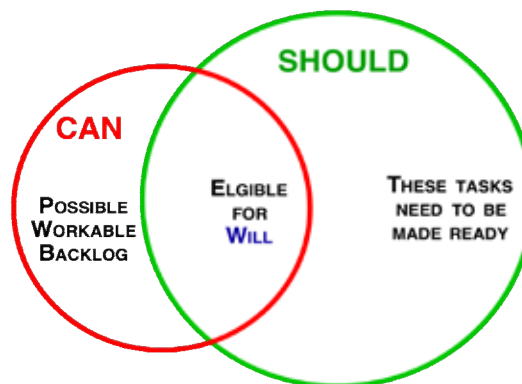 SHOULD
CAN
POSSIBLE
WORKABLE
BACKLOG
ELGIBLE
FOR
WILL
THESE TASKS
NEED TO BE
MADE READY